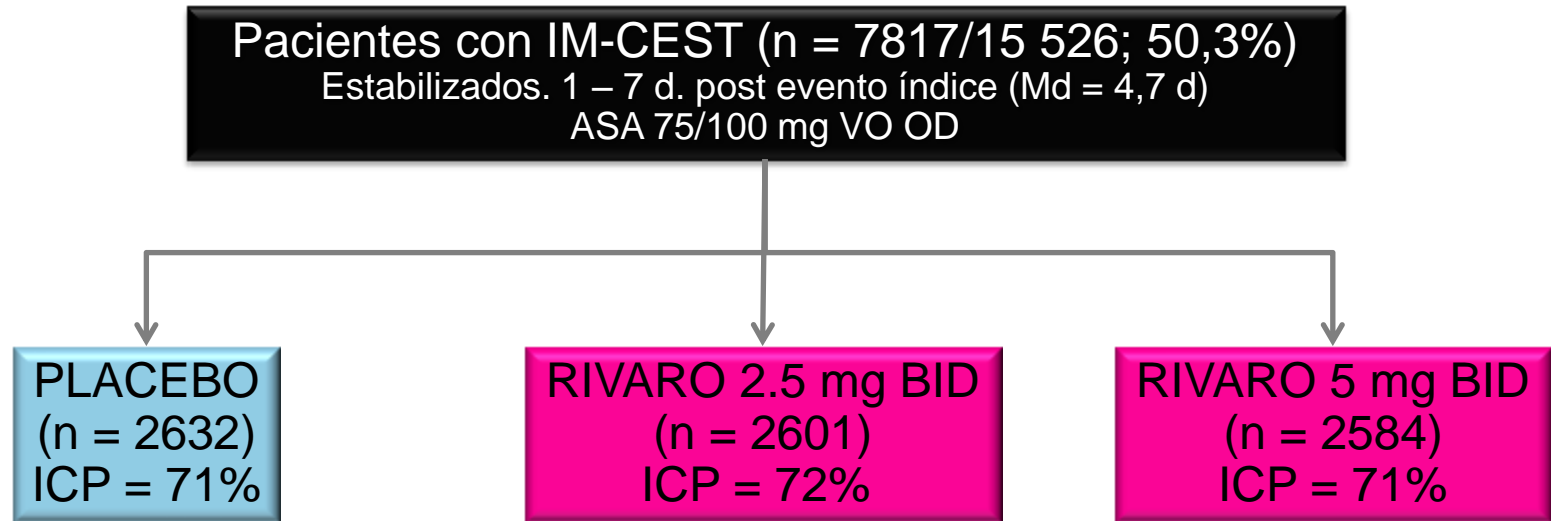 Pacientes con IM-CEST (n = 7817/15 526; 50,3%)
Estabilizados. 1 – 7 d. post evento índice (Md = 4,7 d)
ASA 75/100 mg VO OD
PLACEBO
(n = 2632)
ICP = 71%
RIVARO 2.5 mg BID
(n = 2601)
ICP = 72%
RIVARO 5 mg BID
(n = 2584)
ICP = 71%